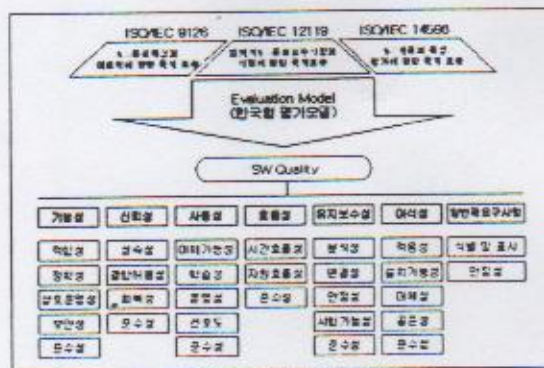 ISO/IEC 9126 ISO/IEC 12119 ISO/IEC 14598
Evaluation Model
(한국형 평가모델)
SW Quality
기능성 신뢰성 사용성 효율성 유지보수성 이식성 일반적요구사항
적합성 성숙성 이해가능성 시간효율성 분석성 적응성 식별 및 표시
정확성 결함허용성 학습성 자원효율성 변경성 설치가능성 안정성
상호운용성 회복성 운영성 준수성 안정성 대체성
보안성 준수성 선호도 시험가능성 공존성
준수성 준수성 준수성 준수성